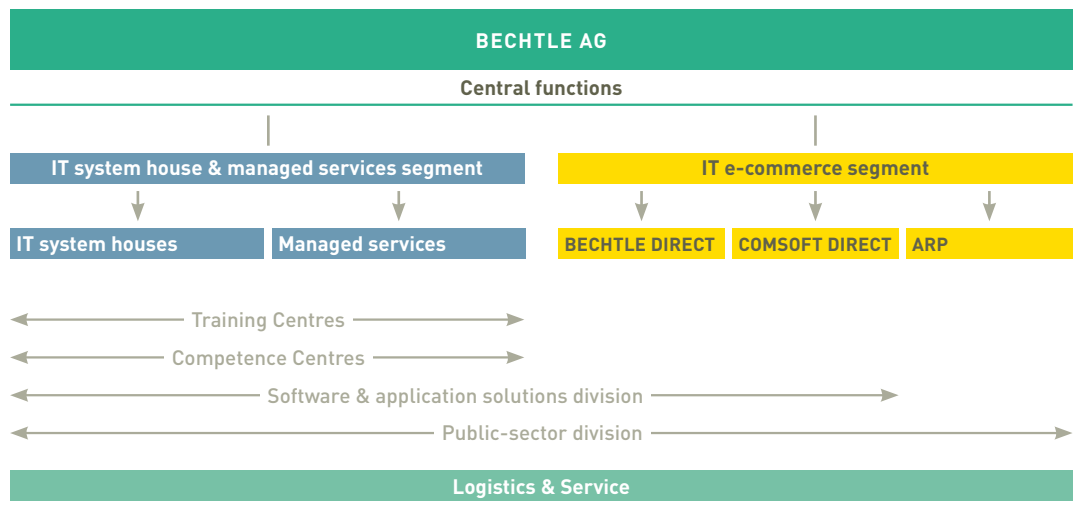 BECHTLE AG
Central functions
IT system house & managed services segment
IT e-commerce segment
IT system houses
Managed services
BECHTLE DIRECT
COMSOFT DIRECT
ARP
Training Centres
Competence Centres
Software & application solutions division
Public-sector division
Logistics & Service